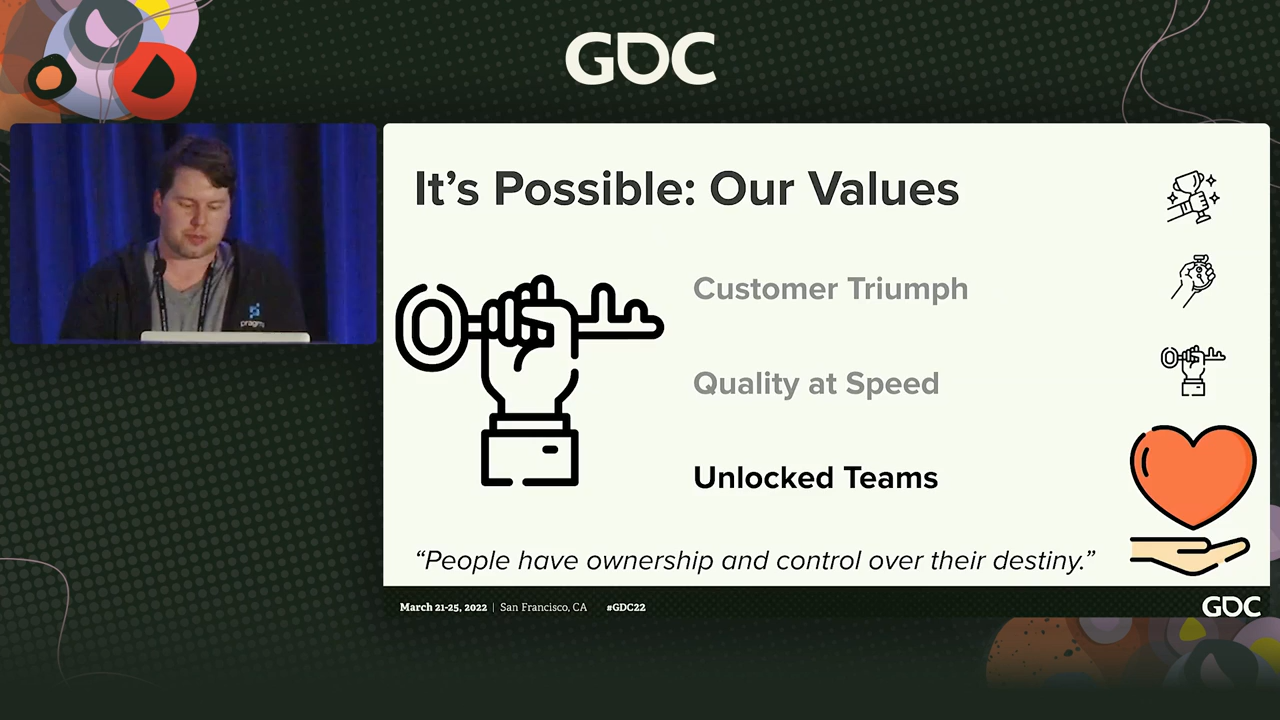 GDC
It's Possible: Our Values
Customer Triumph
Quality at Speed
Unlocked Teams
“People have ownership and control over their destiny.”
pragma
March 21-25, 2022 | San Francisco, CA #GDC22
GDC